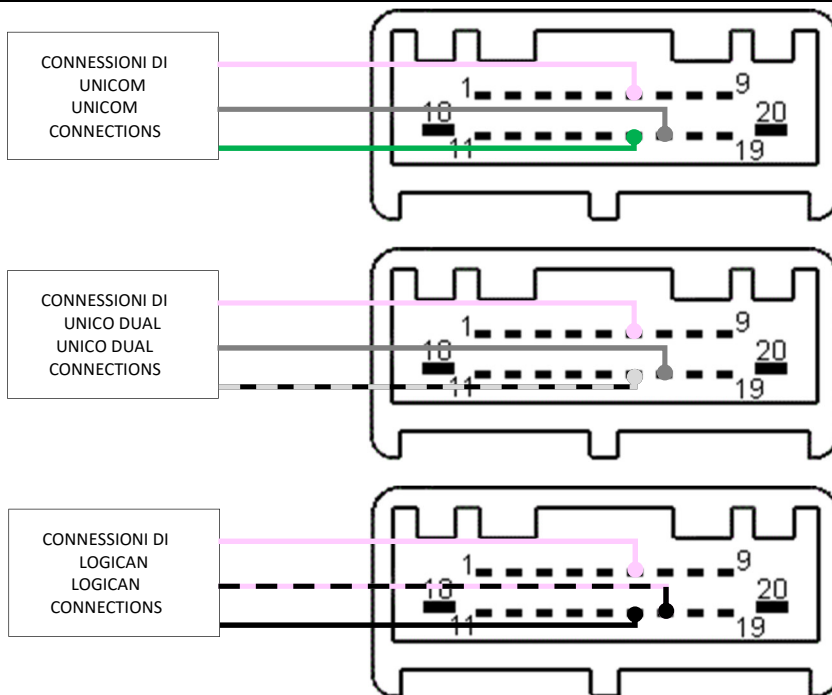 CONNESSIONI DI
UNICOM
UNICOM
CONNECTIONS
1
9
10
20
11
19
CONNESSIONI DI
UNICO DUAL
UNICO DUAL
CONNECTIONS
1
9
10
20
11
19
CONNESSIONI DI
LOGICAN
LOGICAN
CONNECTIONS
1
9
10
20
11
19